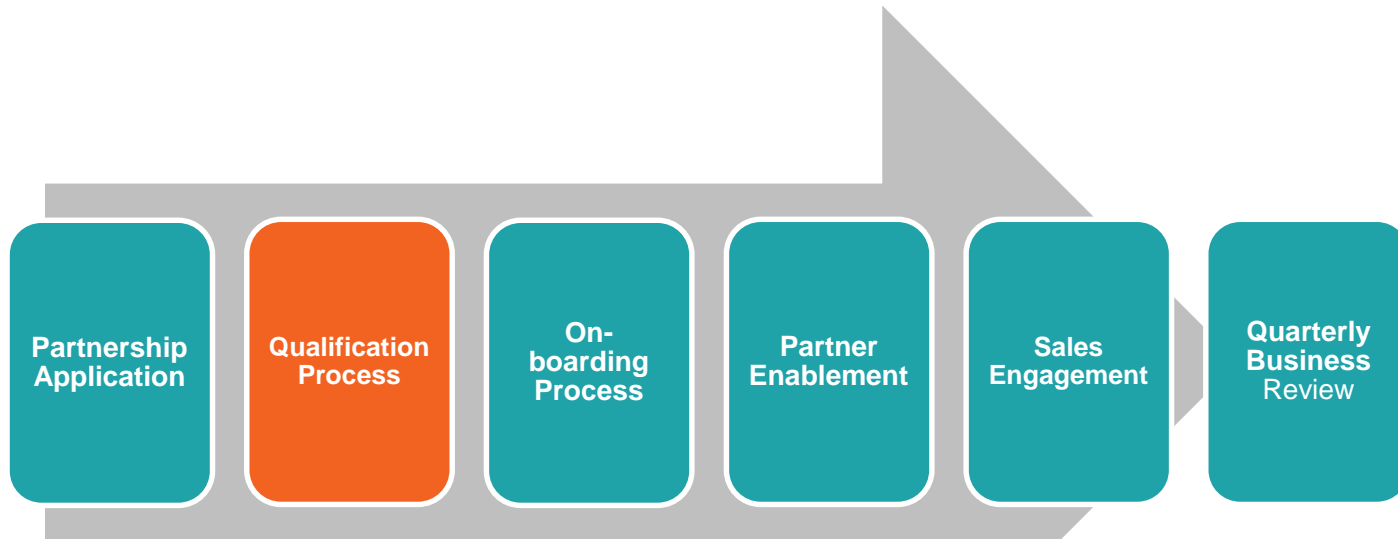 Partnership
Application
Qualification
Process
On-
boarding
Process
Partner
Enablement
Sales
Engagement
Quarterly
Business
Review